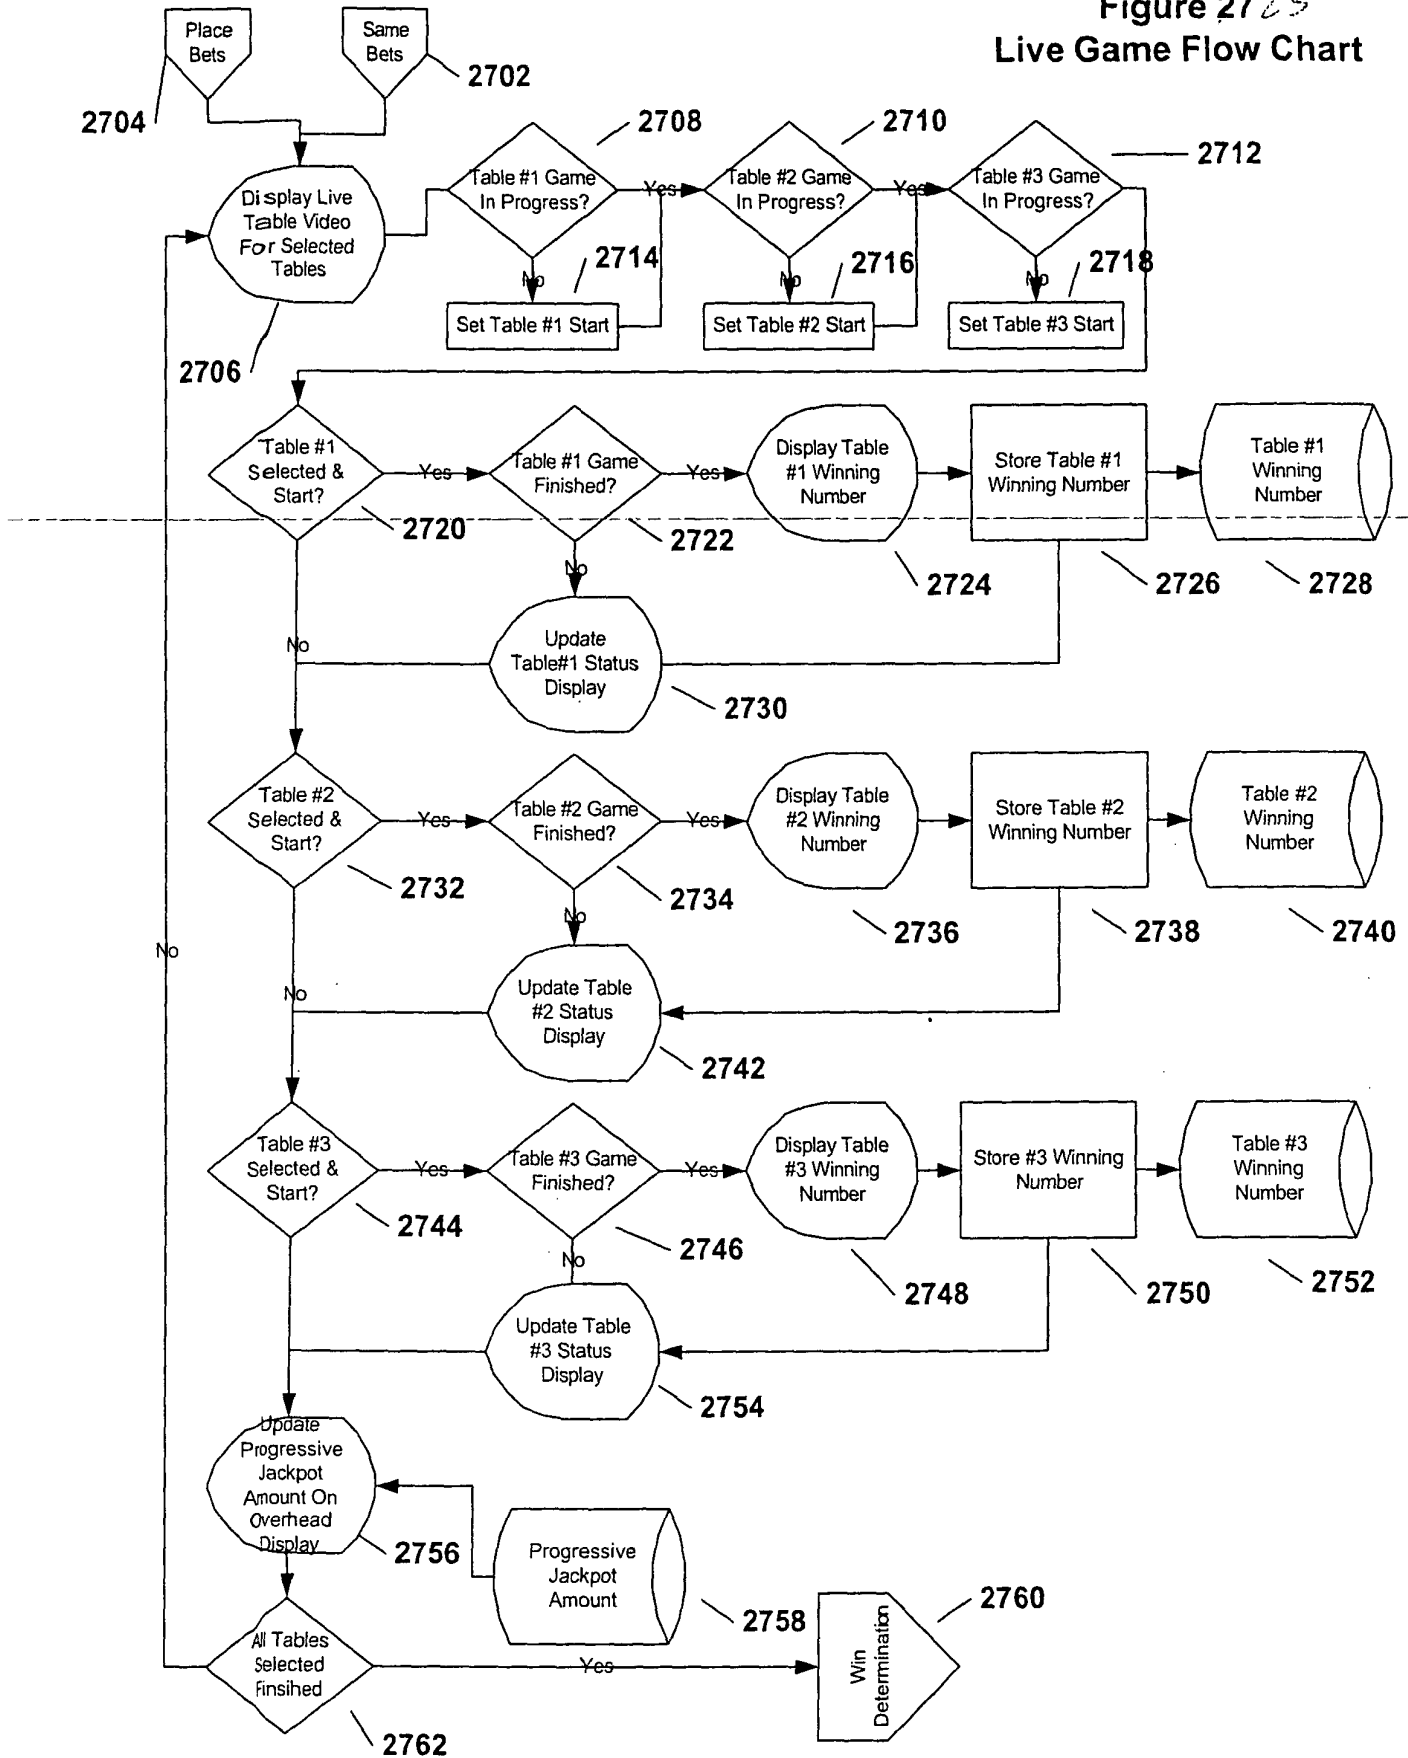 Figure 27
Live Game Flow Chart
Place
Bets
Same
Bets
2702
2704
2708
2710
2712
Table #1 Game
In Progress?
Yes
Table #2 Game
In Progress?
Yes
Table #3 Game
In Progress?
Display Live
Table Video
For Selected
Tables
2706
No
2714
No
2716
No
2718
Set Table #1 Start
Set Table #2 Start
Set Table #3 Start
Table #1
Selected &
Start?
2720
Yes
Table #1 Game
Finished?
2722
Yes
Display Table
#1 Winning
Number
2724
Store Table #1
Winning Number
2726
Table #1
Winning
Number
2728
No
No
Update
Table#1 Status
Display
2730
Table #2
Selected &
Start?
2732
Yes
Table #2 Game
Finished?
2734
Yes
Display Table
#2 Winning
Number
2736
Store Table #2
Winning Number
2738
Table #2
Winning
Number
2740
No
No
No
Update Table
#2 Status
Display
2742
Table #3
Selected &
Start?
2744
Yes
Table #3 Game
Finished?
2746
Yes
Display Table
#3 Winning
Number
2748
Store #3 Winning
Number
2750
Table #3
Winning
Number
2752
No
Update Table
#3 Status
Display
2754
Update
Progressive
Jackpot
Amount On
Overhead
Display
2756
Progressive
Jackpot
Amount
2758
All Tables
Selected
Finsihed
2762
Yes
Win
Determination
2760